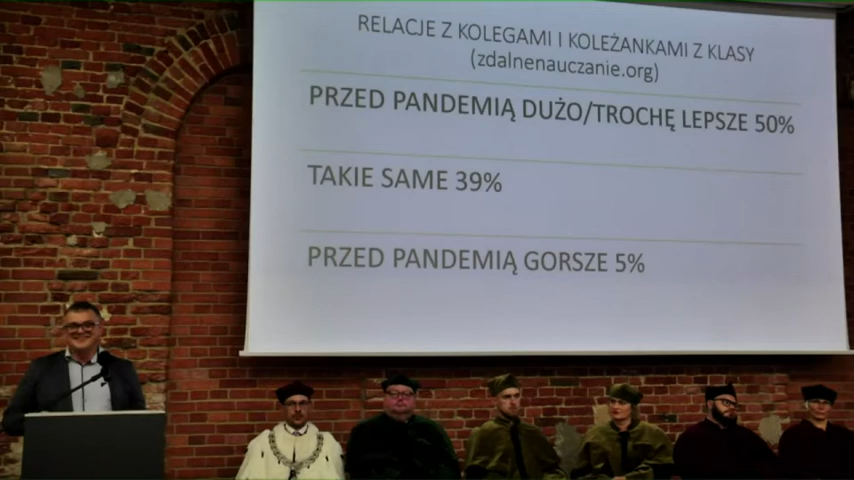 RELACJE Z KOLEGAMI I KOLEŻANKAMI Z KLASY
(zdalnenauczanie.org)
PRZED PANDEMIĄ DUŻO/TROCHĘ LEPSZE 50%
TAKIE SAME 39%
PRZED PANDEMIĄ GORSZE 5%